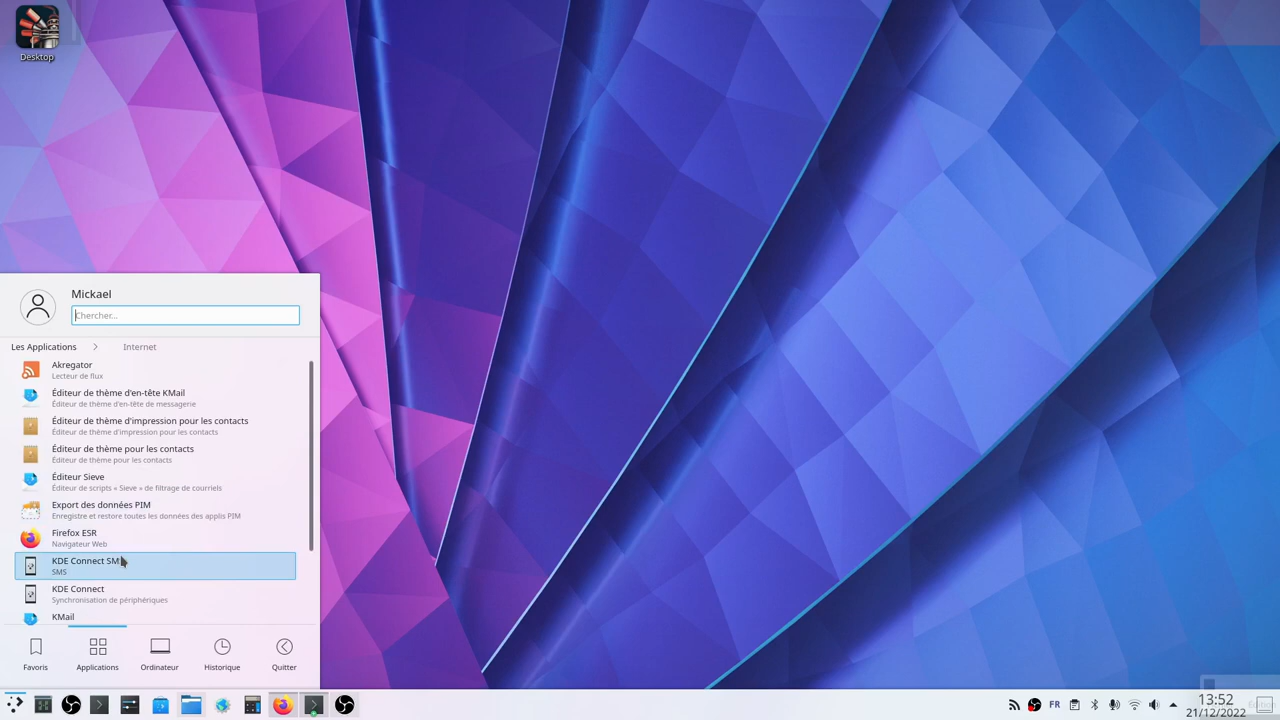 Desktop
Mickael
Chercher...
Les Applications
Internet
Akregator
Lecteur de flux
Éditeur de thème d'en-tête KMail
Éditeur de thème d'en-tête de messagerie
Éditeur de thème d'impression pour les contacts
Éditeur de thème d'impression pour les contacts
Éditeur de thème pour les contacts
Éditeur de thème pour les contacts
Éditeur Sieve
Éditeur de scripts « Sieve » de filtrage de courriels
Export des données PIM
Enregistre et restore toutes les données des applis PIM
Firefox ESR
Navigateur Web
KDE Connect SMS
SMS
KDE Connect
Synchronisation de périphériques
KMail
Favoris
Applications
Ordinateur
Historique
Quitter
FR
13:52
21/12/2022